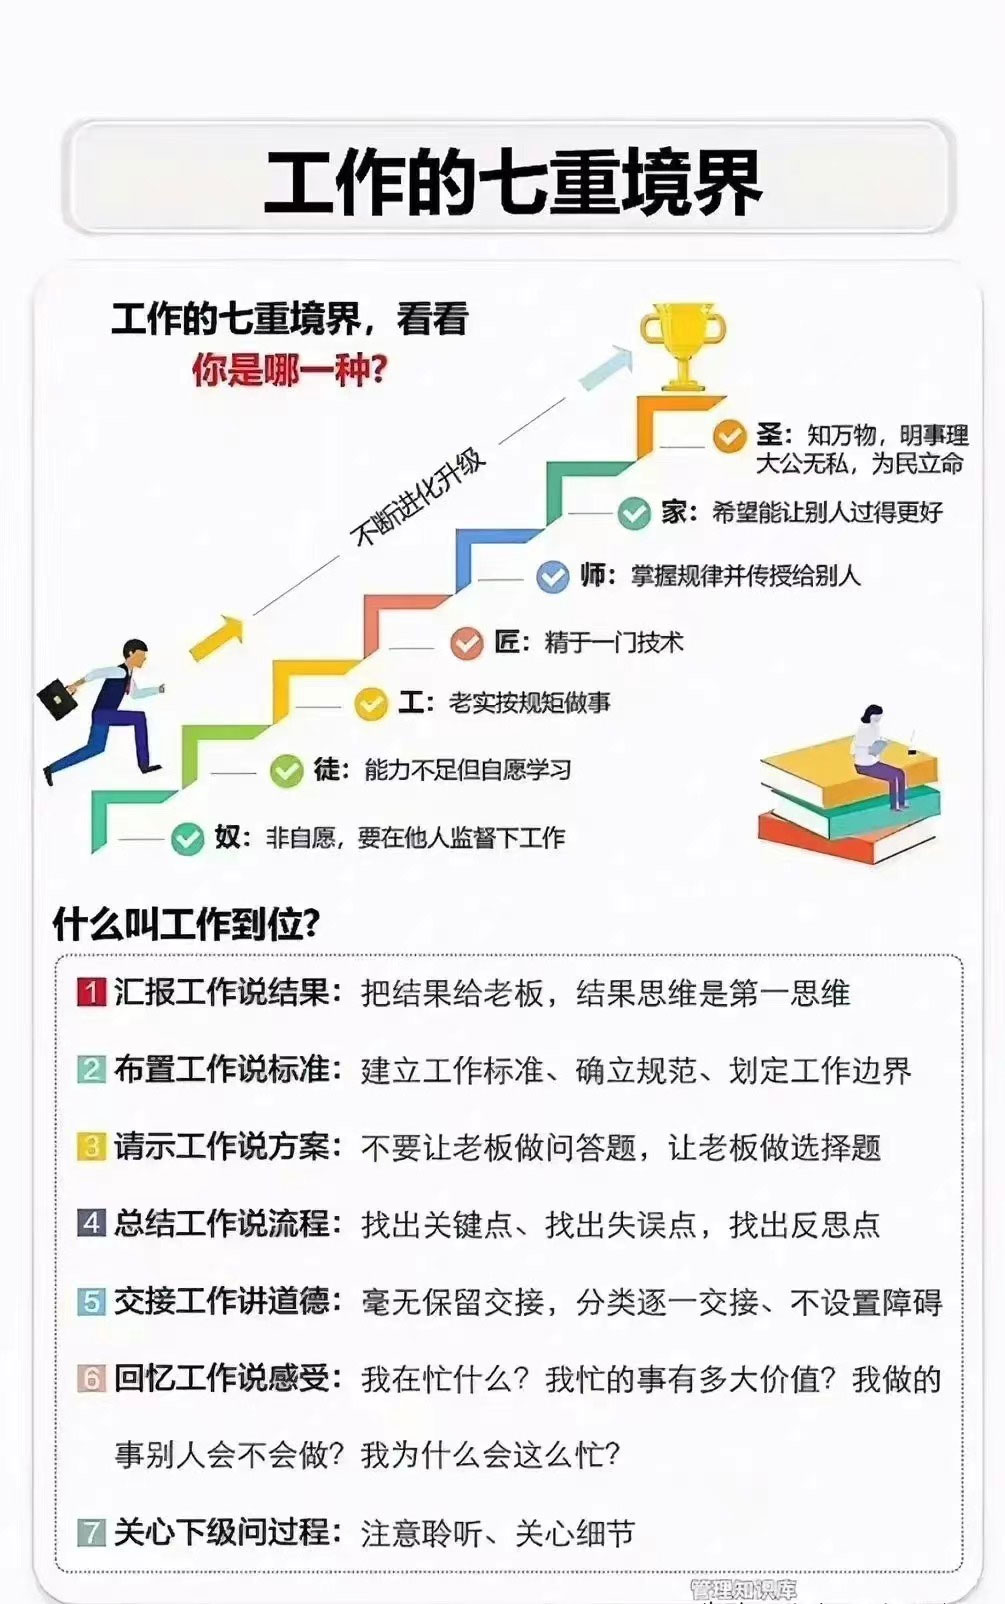 工作的七重境界
工作的七重境界，看看
你是哪一种？
不断进化升级
圣：知万物，明事理
大公无私，为民立命
家：希望能让别人过得更好
师：掌握规律并传授给别人
匠：精于一门技术
工：老实按规矩做事
徒：能力不足但自愿学习
奴：非自愿，要在他人监督下工作
什么叫工作到位？
1 汇报工作说结果：把结果给老板，结果思维是第一思维
2 布置工作说标准：建立工作标准、确立规范、划定工作边界
3 请示工作说方案：不要让老板做问答题，让老板做选择题
4 总结工作说流程：找出关键点、找出失误点，找出反思点
5 交接工作讲道德：毫无保留交接，分类逐一交接、不设置障碍
6 回忆工作说感受：我在忙什么？我忙的事有多大价值？我做的
事别人会不会做？我为什么会这么忙？
7 关心下级问过程：注意聆听、关心细节
管理知识库